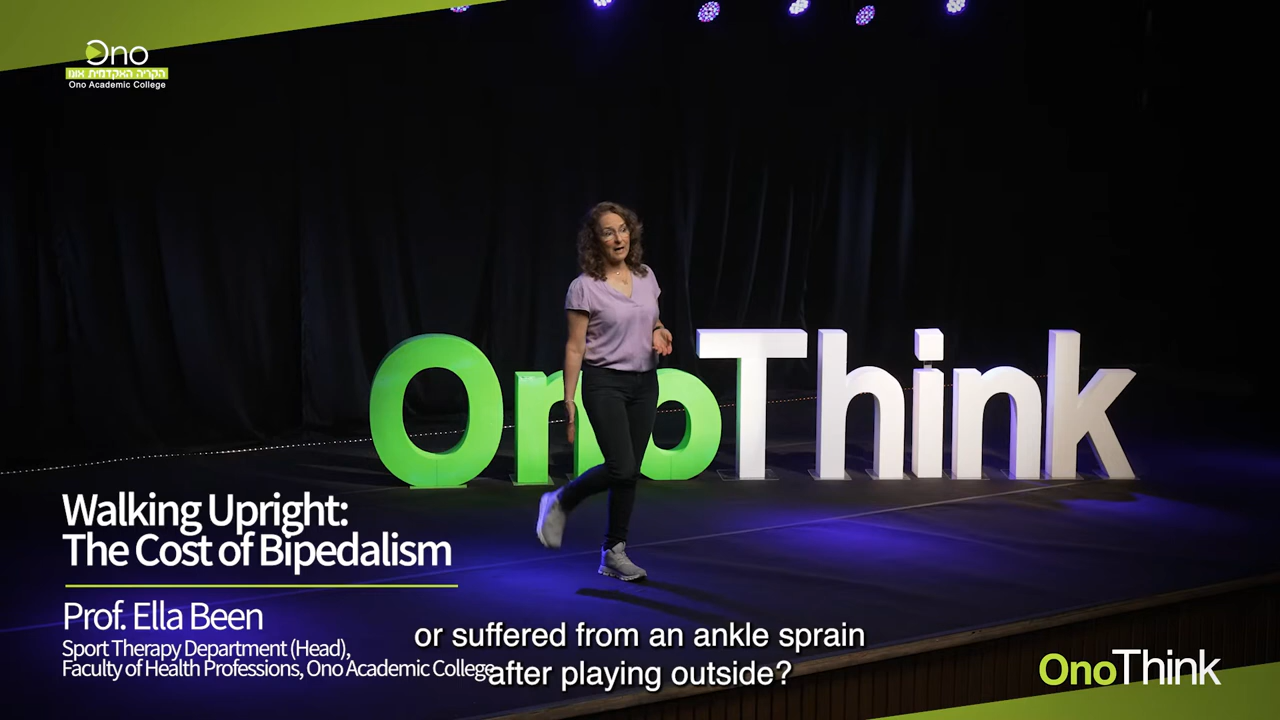 Ono
הקריה האקדמית אונו
Ono Academic College
OnoThink
Walking Upright:
The Cost of Bipedalism
Prof. Ella Been
Sport Therapy Department (Head),
Faculty of Health Professions, Ono Academic College
or suffered from an ankle sprain
after playing outside?
OnoThink